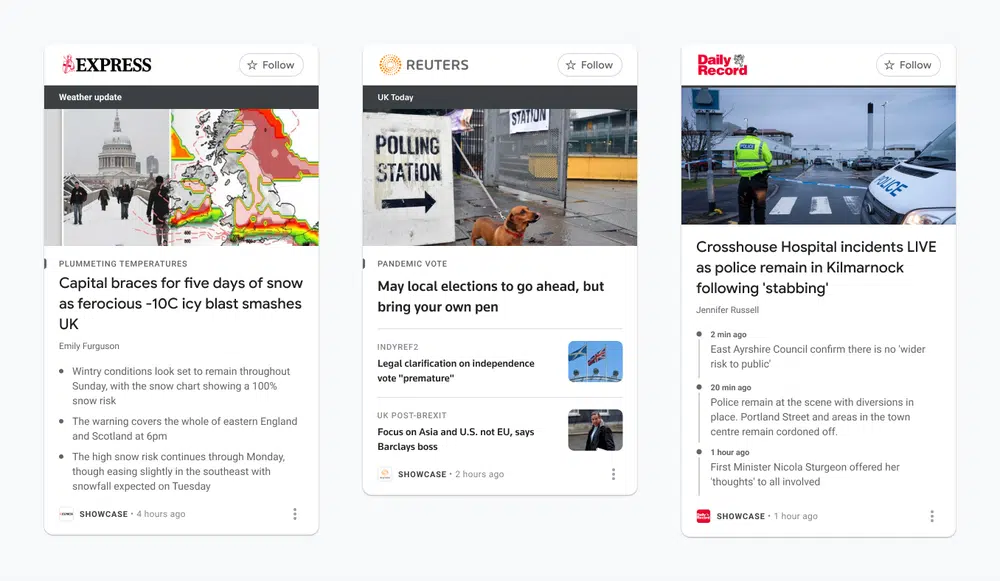 EXPRESS
Follow
Weather update
PLUMMETING TEMPERATURES
Capital braces for five days of snow
as ferocious -10C icy blast smashes
UK
Emily Furguson
Wintry conditions look set to remain throughout
Sunday, with the snow chart showing a 100%
snow risk
The warning covers the whole of eastern England
and Scotland at 6pm
The high snow risk continues through Monday,
though easing slightly in the southeast with
snowfall expected on Tuesday
SHOWCASE • 4 hours ago
REUTERS
Follow
UK Today
STATION
POLLING
STATION
PANDEMIC VOTE
May local elections to go ahead, but
bring your own pen
INDYREF2
Legal clarification on independence
vote "premature"
UK POST-BREXIT
Focus on Asia and U.S. not EU, says
Barclays boss
SHOWCASE • 2 hours ago
Daily
Record
Follow
POLICE
Crosshouse Hospital incidents LIVE
as police remain in Kilmarnock
following 'stabbing'
Jennifer Russell
2 min ago
East Ayrshire Council confirm there is no 'wider
risk to public'
20 min ago
Police remain at the scene with diversions in
place. Portland Street and areas in the town
centre remain cordoned off.
1 hour ago
First Minister Nicola Sturgeon offered her
'thoughts' to all involved
Daily
Record
SHOWCASE • 1 hour ago